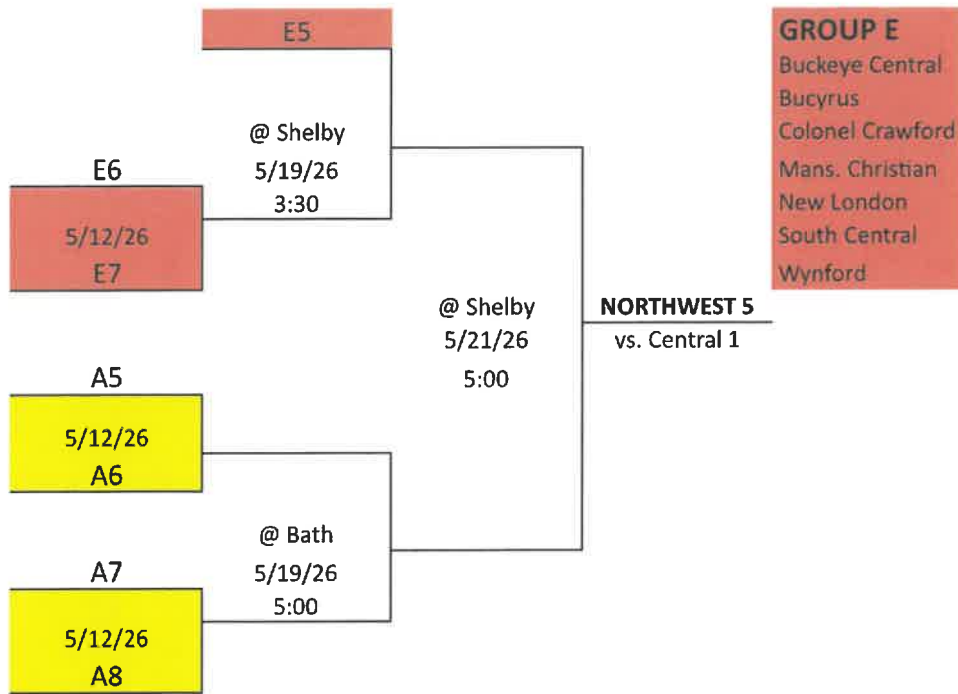 E5
@ Shelby
5/19/26
3:30
E6
5/12/26
E7
@ Shelby
5/21/26
5:00
NORTHWEST 5
vs. Central 1
A5
5/12/26
A6
@ Bath
5/19/26
5:00
A7
5/12/26
A8
GROUP E
Buckeye Central
Bucyrus
Colonel Crawford
Mans. Christian
New London
South Central
Wynford